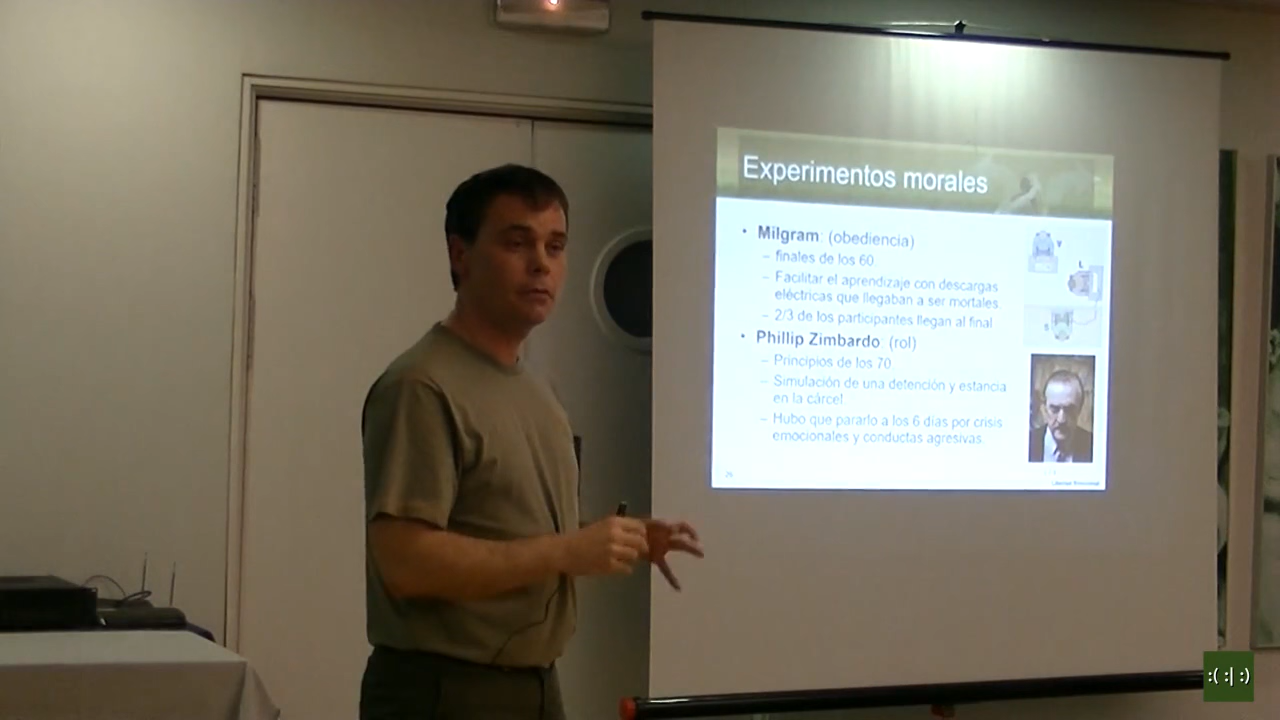 Experimentos morales
• Milgram: (obediencia)
– finales de los 60.
– Facilitar el aprendizaje con descargas
eléctricas que llegaban a ser mortales.
– 2/3 de los participantes llegan al final
• Phillip Zimbardo: (rol)
– Principios de los 70.
– Simulación de una detención y estancia
en la cárcel
– Hubo que pararlo a los 6 días por crisis
emocionales y conductas agresivas.
:( :| :)